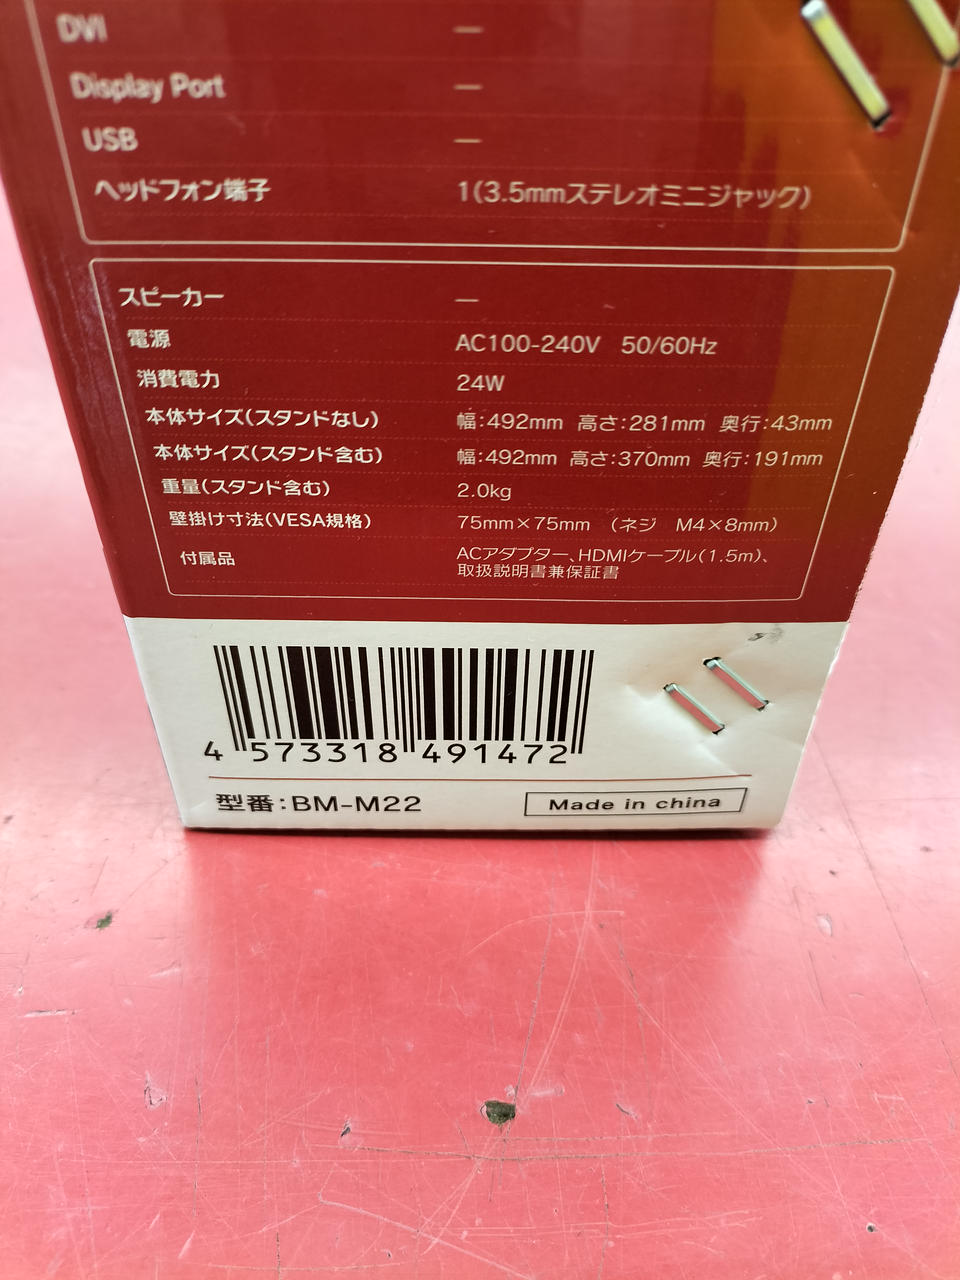 DVI —
Display Port —
USB —
ヘッドフォン端子 1(3.5mmステレオミニジャック)
スピーカー —
電源 AC100-240V 50/60Hz
消費電力 24W
本体サイズ(スタンドなし) 幅:492mm 高さ:281mm 奥行:43mm
本体サイズ(スタンド含む) 幅:492mm 高さ:370mm 奥行:191mm
重量(スタンド含む) 2.0kg
壁掛け寸法(VESA規格) 75mm×75mm (ネジ M4×8mm)
付属品 ACアダプター、HDMIケーブル(1.5m)、
取扱説明書兼保証書
4 573318 491472
型番:BM-M22 Made in china